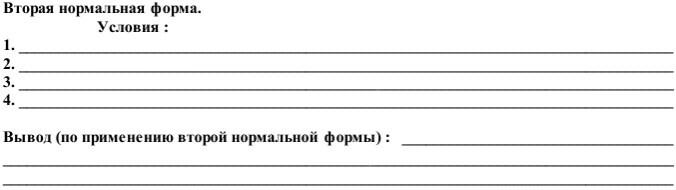 Вторая нормальная форма.
Условия :
1.
2.
3.
4.
Вывод (по применению второй нормальной формы) :